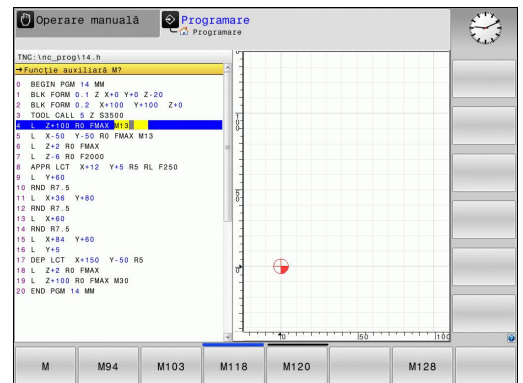 Operare manuală
Programare
Programare
TNC:\nc_prog\14.h
→Funcţie auxiliară M?
0 BEGIN PGM 14 MM
1 BLK FORM 0.1 Z X+0 Y+0 Z-20
2 BLK FORM 0.2 X+100 Y+100 Z+0
3 TOOL CALL 5 Z S3500
4 L Z+100 R0 FMAX M13
5 L X-50 Y-50 R0 FMAX M13
6 L Z+2 R0 FMAX
7 L Z-6 R0 F2000
8 APPR LCT X+12 Y+5 R5 RL F250
9 L Y+60
10 RND R7.5
11 L X+36 Y+80
12 RND R7.5
13 L X+60
14 RND R7.5
15 L X+84 Y+60
16 L Y+5
17 DEP LCT X+150 Y-50 R5
18 L Z+2 R0 FMAX
19 L Z+100 R0 FMAX M30
20 END PGM 14 MM
50
0
0
50
100
M M94 M103 M118 M120 M128